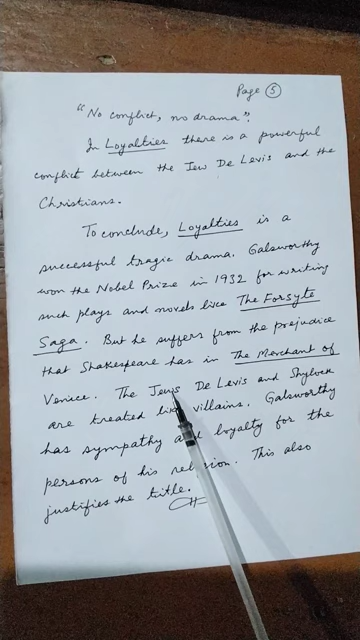 Page 5
"No conflict, no drama".
In Loyalties there is a powerful
conflict between the Jew De Levis and the
Christians.
To conclude, Loyalties is a
successful tragic drama. Galsworthy
won the Nobel Prize in 1932 for writing
such plays and novels like The Forsyte
Saga. But he suffers from the prejudice
that Shakespeare has in The Merchant of
Venice. The Jews De Levis and Shylock
are treated like villains. Galsworthy
has sympathy and loyalty for the
persons of his religion. This also
justifies the title.